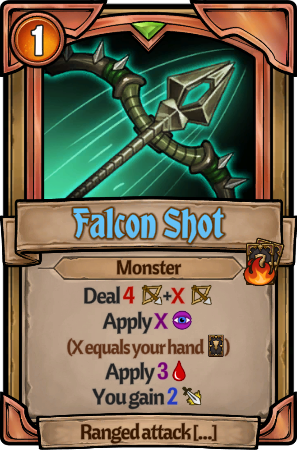 1
Falcon Shot
Monster
Deal 4 +X
Apply X
(X equals your hand )
Apply 3
You gain 2
Ranged attack [...]